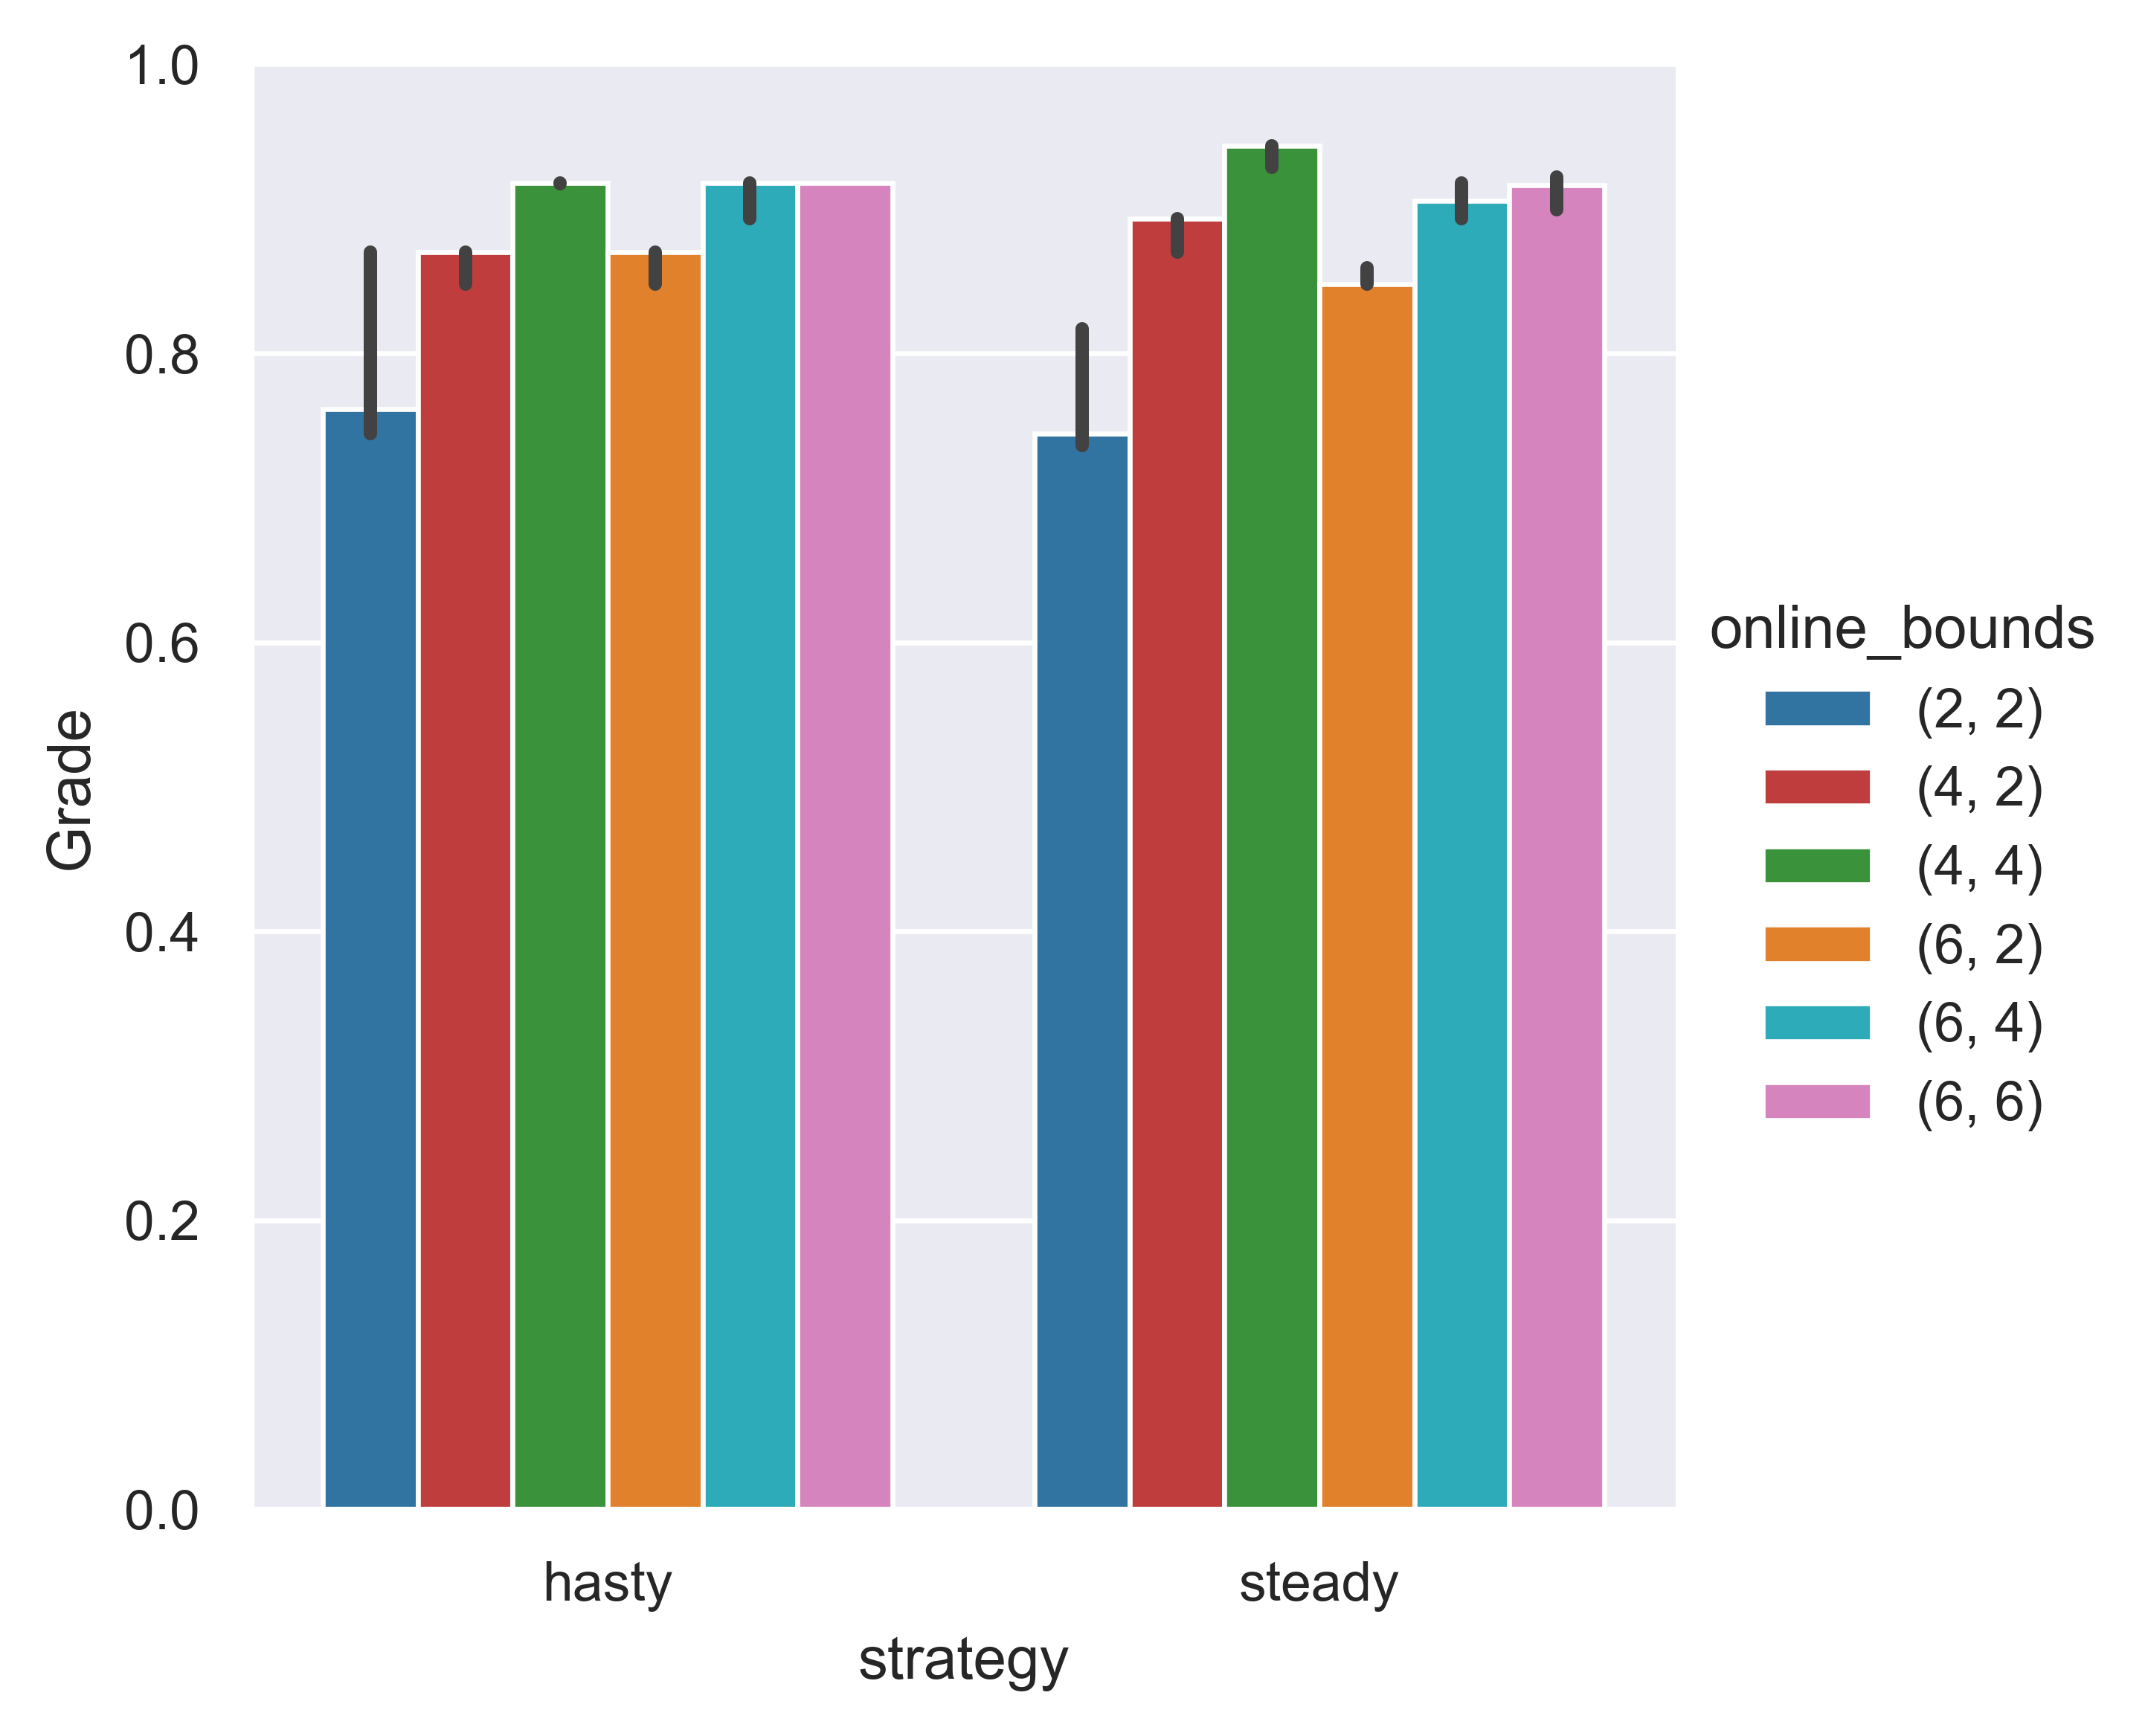 1.0
0.8
0.6
0.4
0.2
0.0
Grade
hasty
steady
strategy
online_bounds
(2, 2)
(4, 2)
(4, 4)
(6, 2)
(6, 4)
(6, 6)